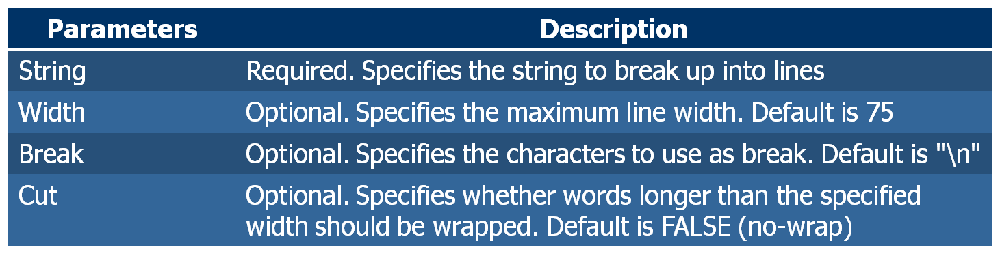 Parameters Description
String Required. Specifies the string to break up into lines
Width Optional. Specifies the maximum line width. Default is 75
Break Optional. Specifies the characters to use as break. Default is "\n"
Cut Optional. Specifies whether words longer than the specified
width should be wrapped. Default is FALSE (no-wrap)